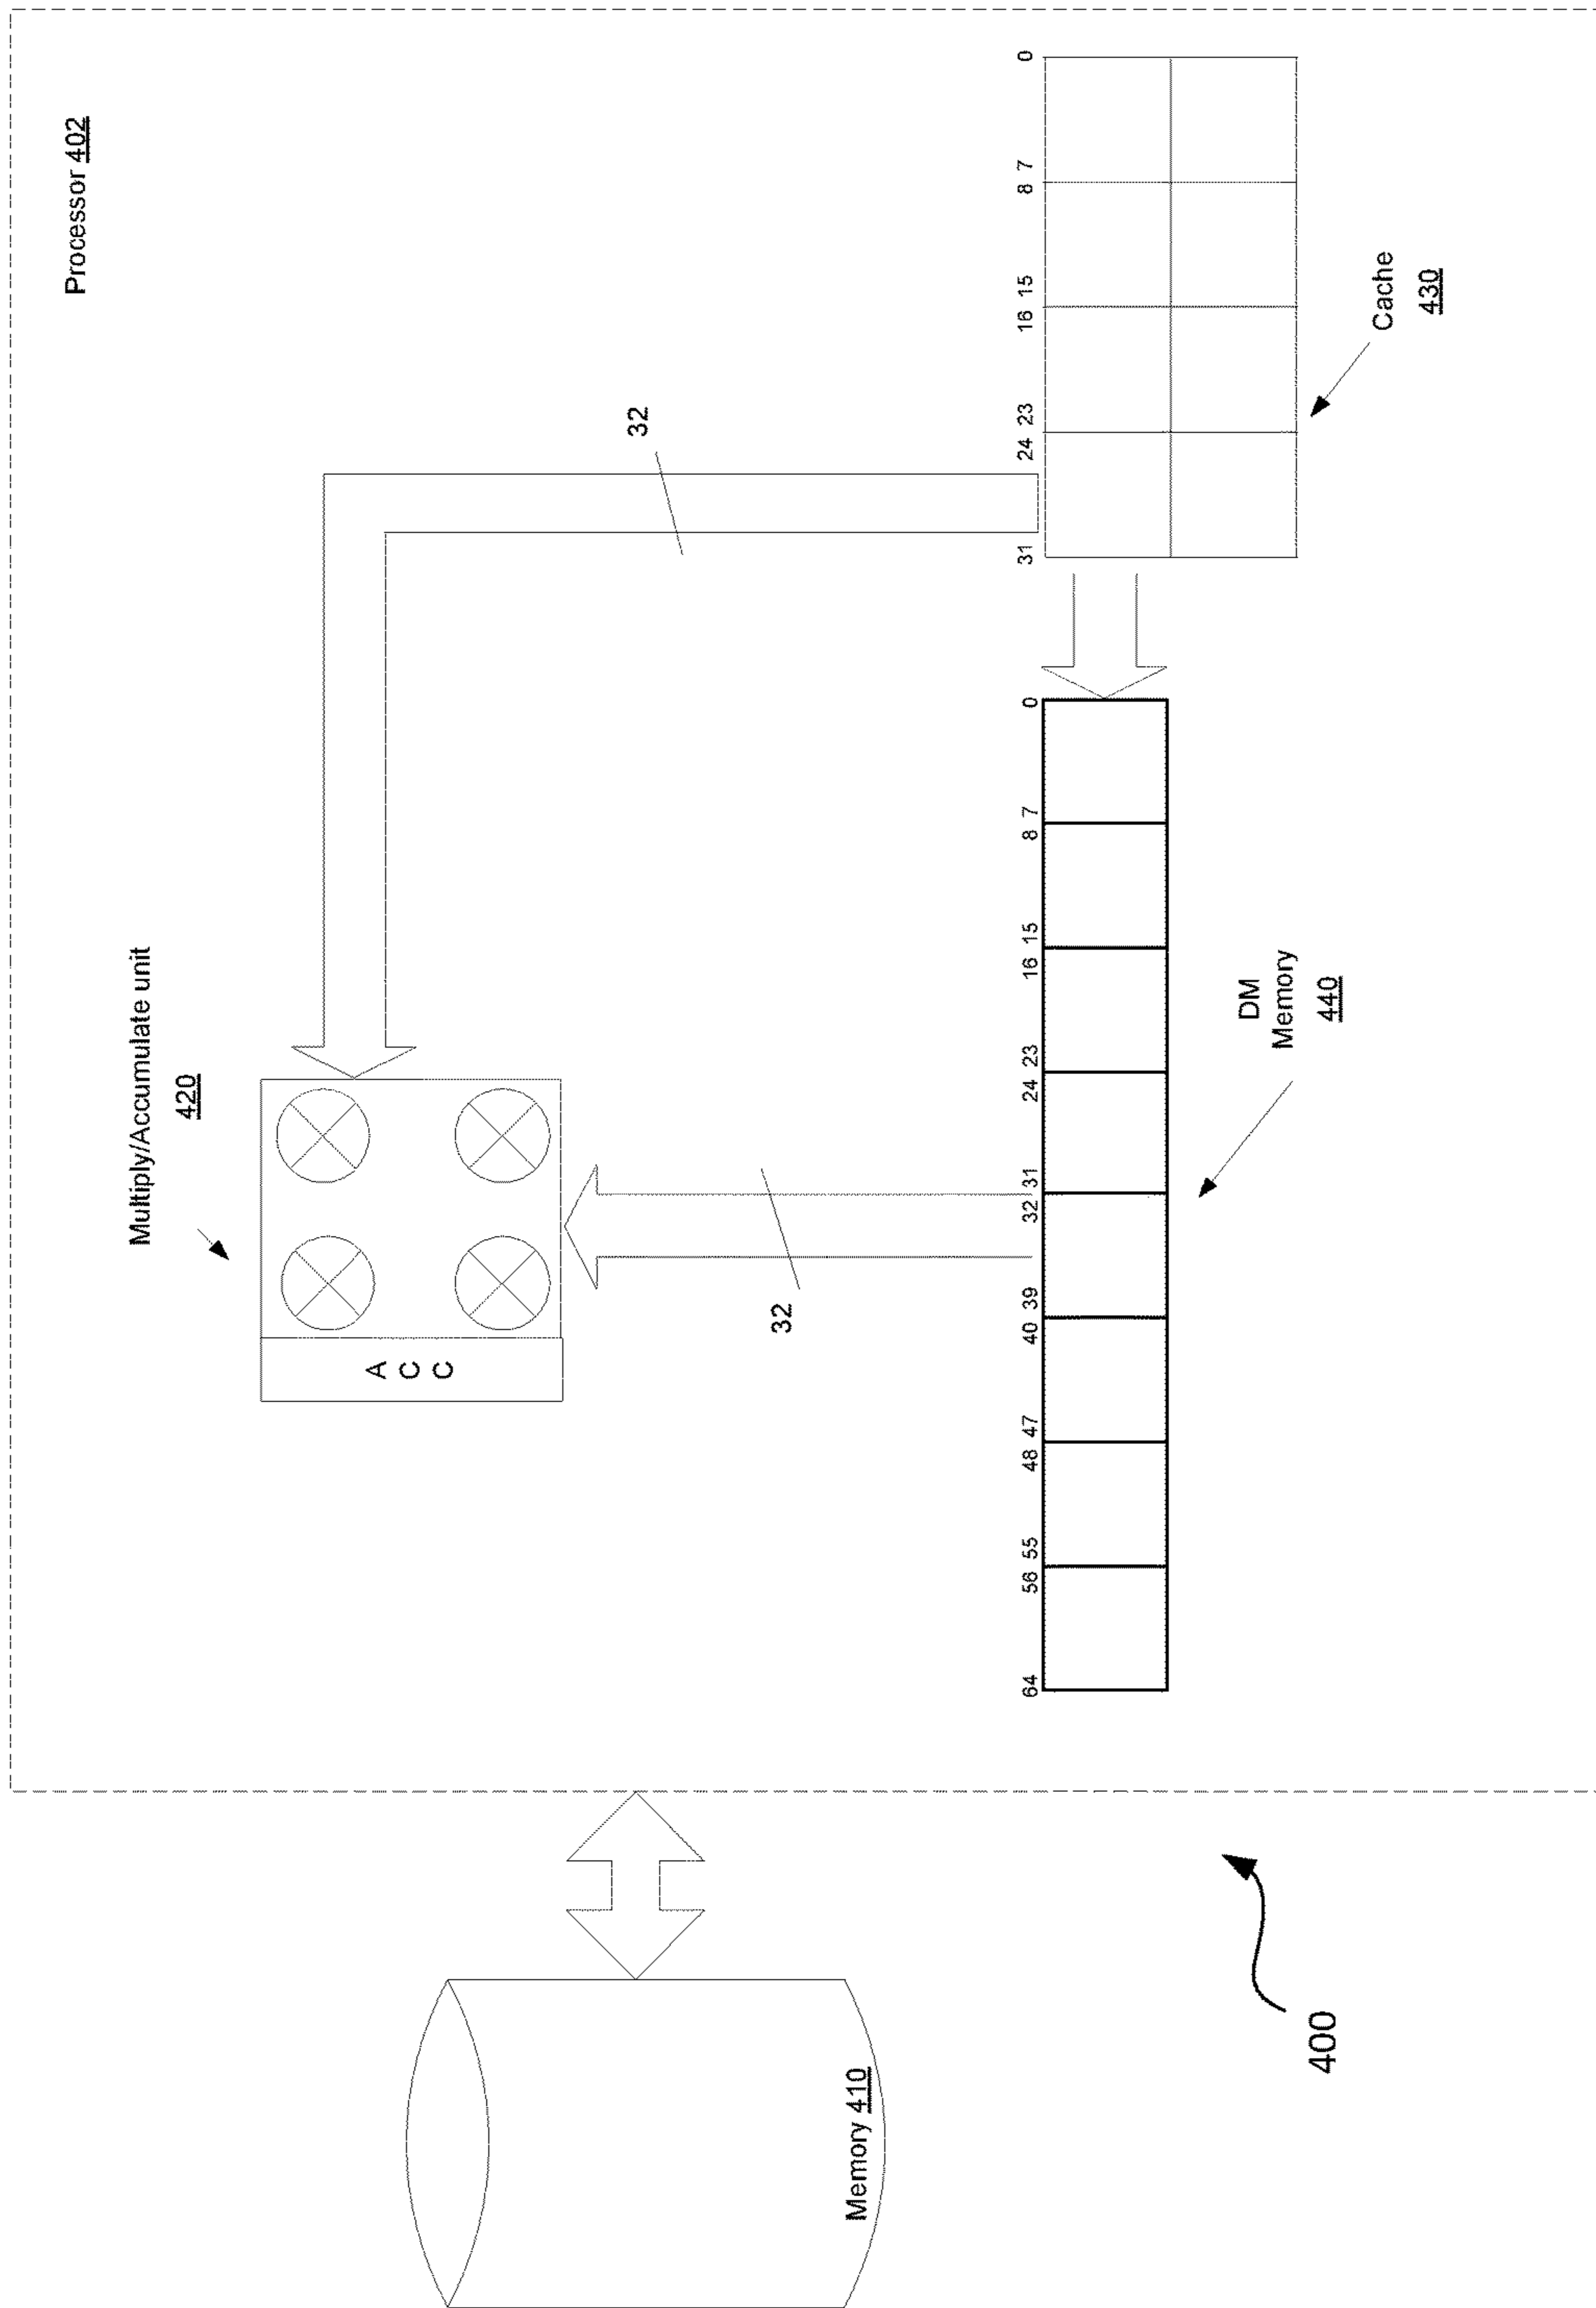 Processor 402
Multiply/Accumulate unit
420
A
C
C
32
32
Memory 410
64 56 55 48 47 40 39 32 31 24 23 16 15 8 7 0
31 24 23 16 15 8 7 0
DM
Memory
440
Cache
430
400